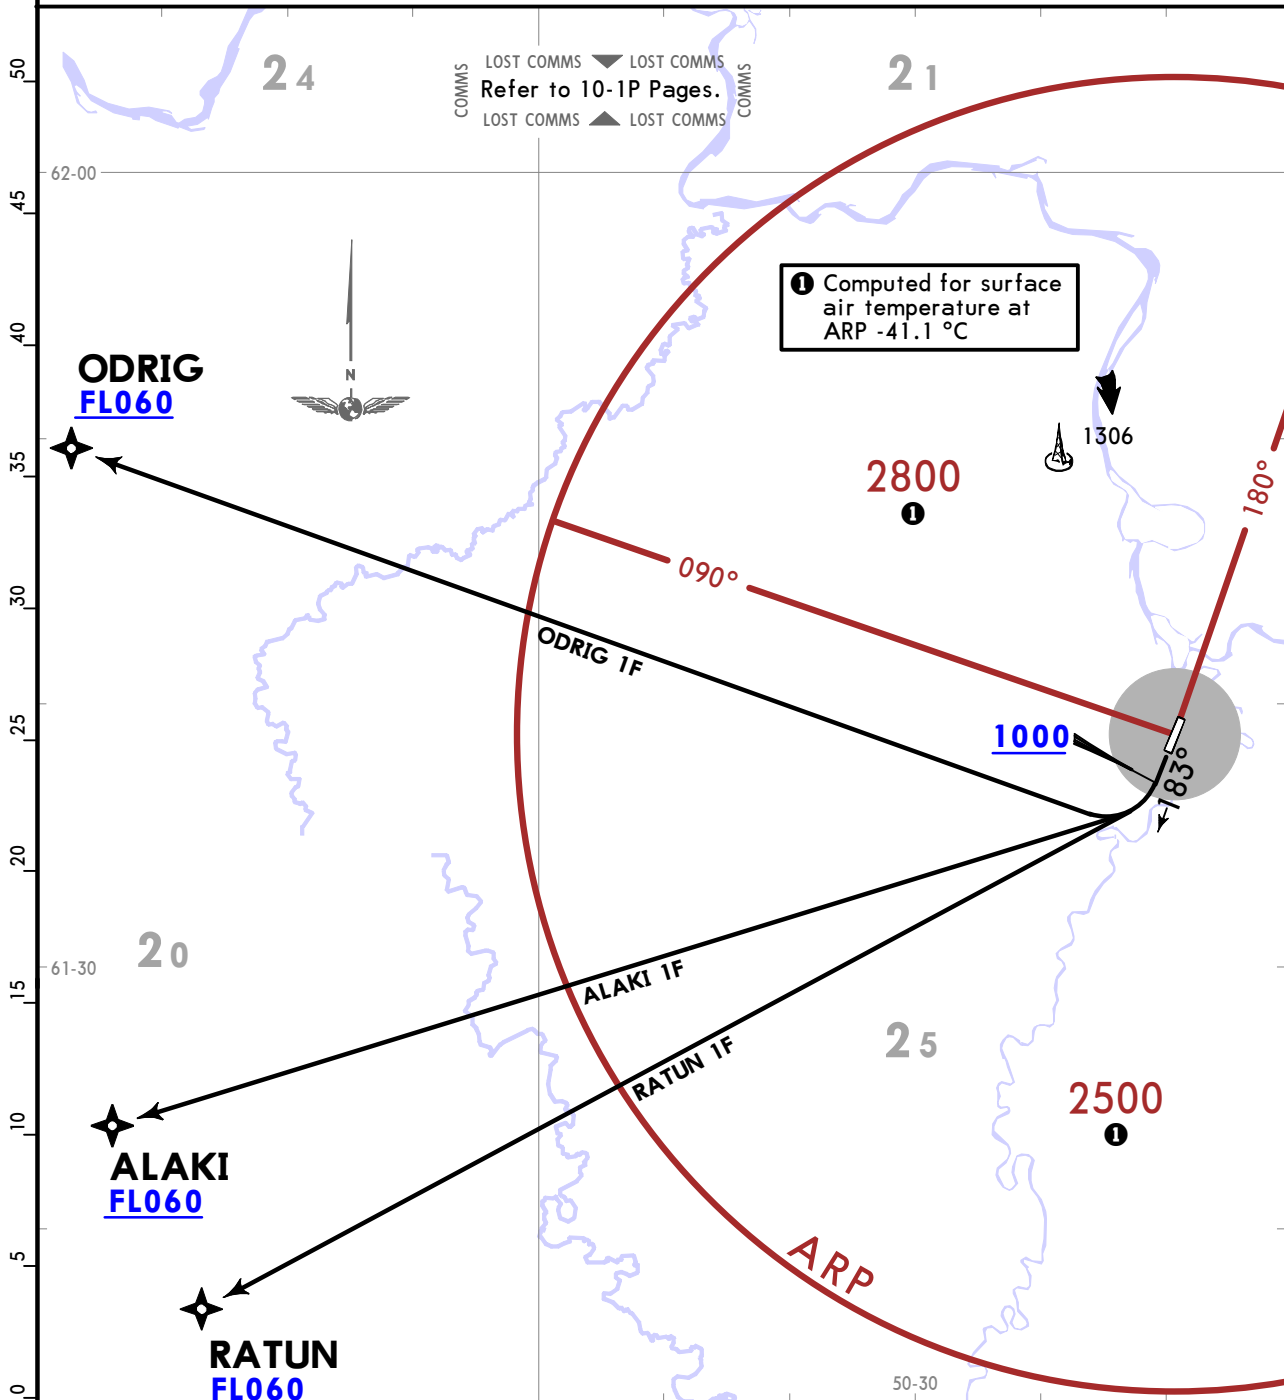 50
24
LOST COMMS LOST COMMS
COMMS
Refer to 10-1P Pages.
COMMS
LOST COMMS LOST COMMS
21
62-00
45
1 Computed for surface
air temperature at
ARP -41.1 °C
40
N
ODRIG
FL060
1306
35
2800
1
180°
090°
30
ODRIG 1F
25
1000
183°
20
20
61-30
ALAKI 1F
15
25
RATUN 1F
2500
1
10
ALAKI
FL060
5
ARP
RATUN
FL060
0
50-30